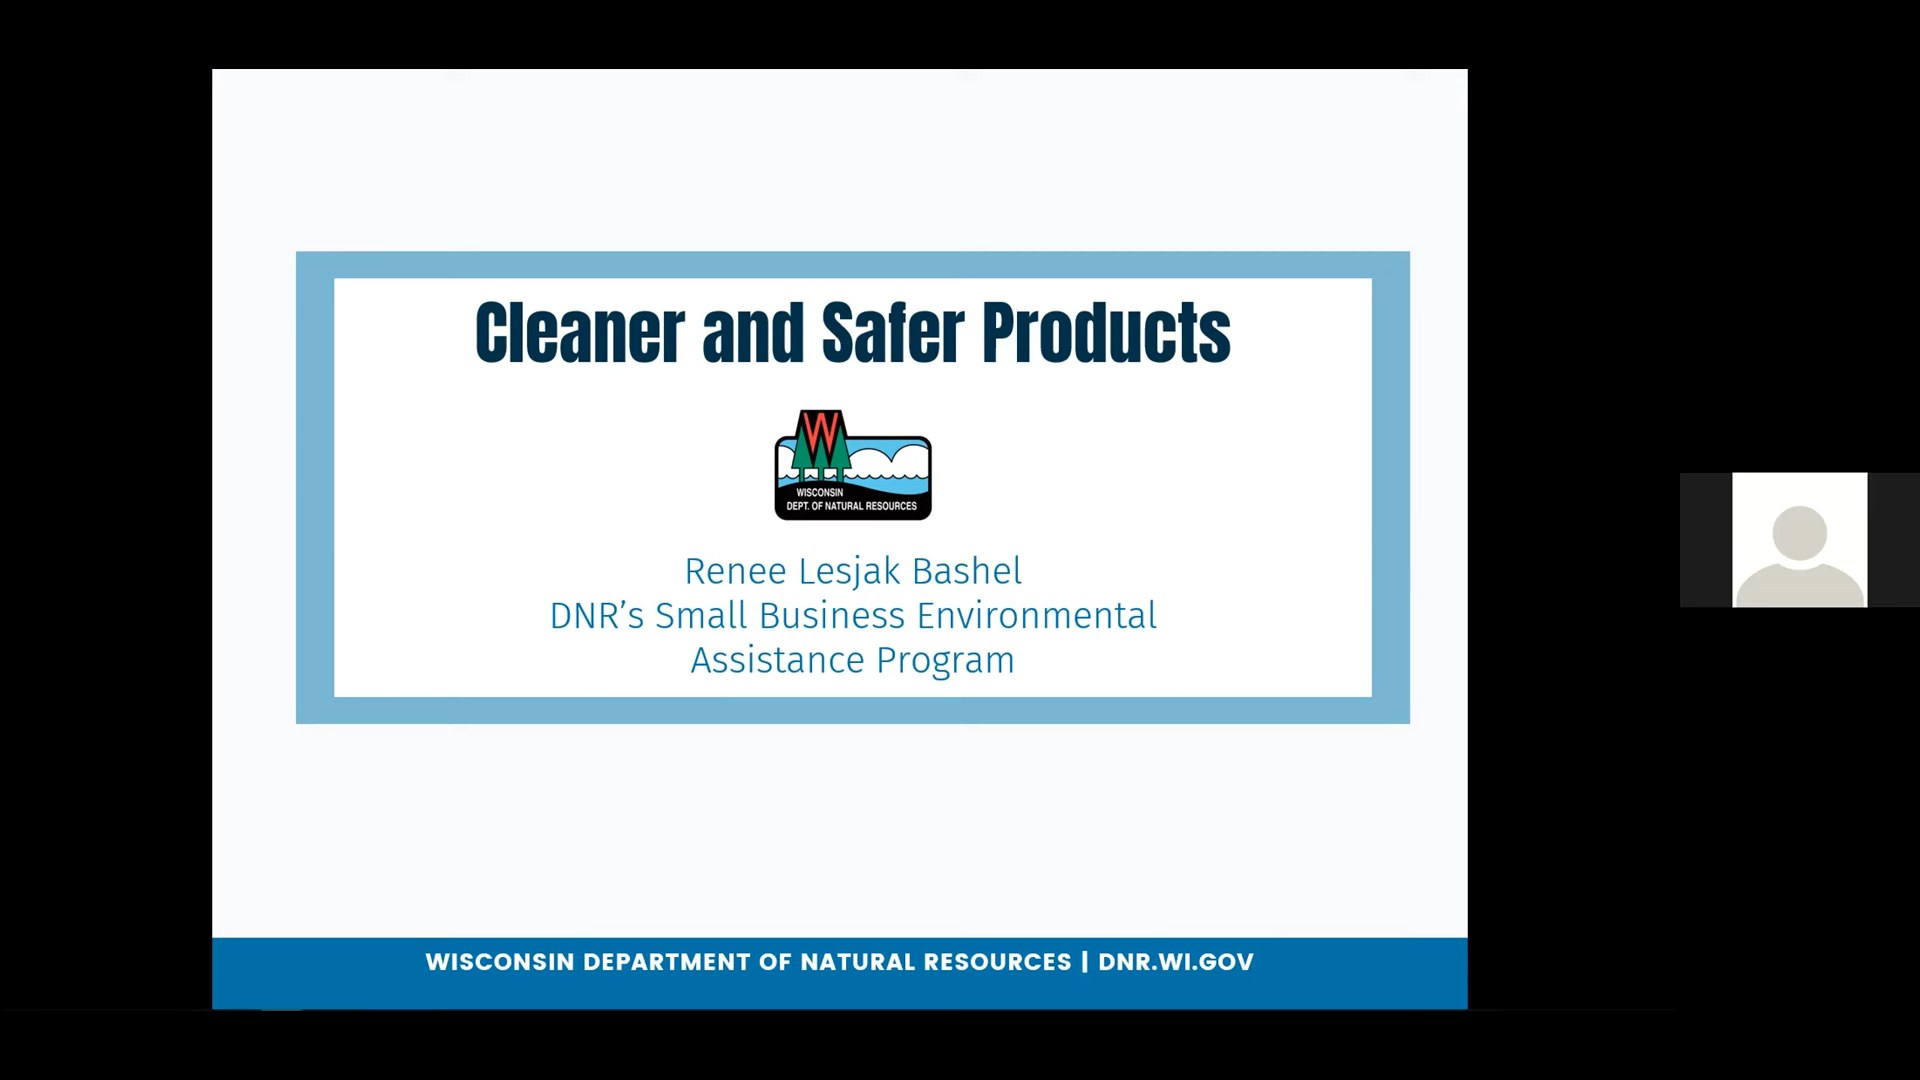 Cleaner and Safer Products
W
WISCONSIN
DEPT. OF NATURAL RESOURCES
Renee Lesjak Bashel
DNR’s Small Business Environmental
Assistance Program
WISCONSIN DEPARTMENT OF NATURAL RESOURCES | DNR.WI.GOV